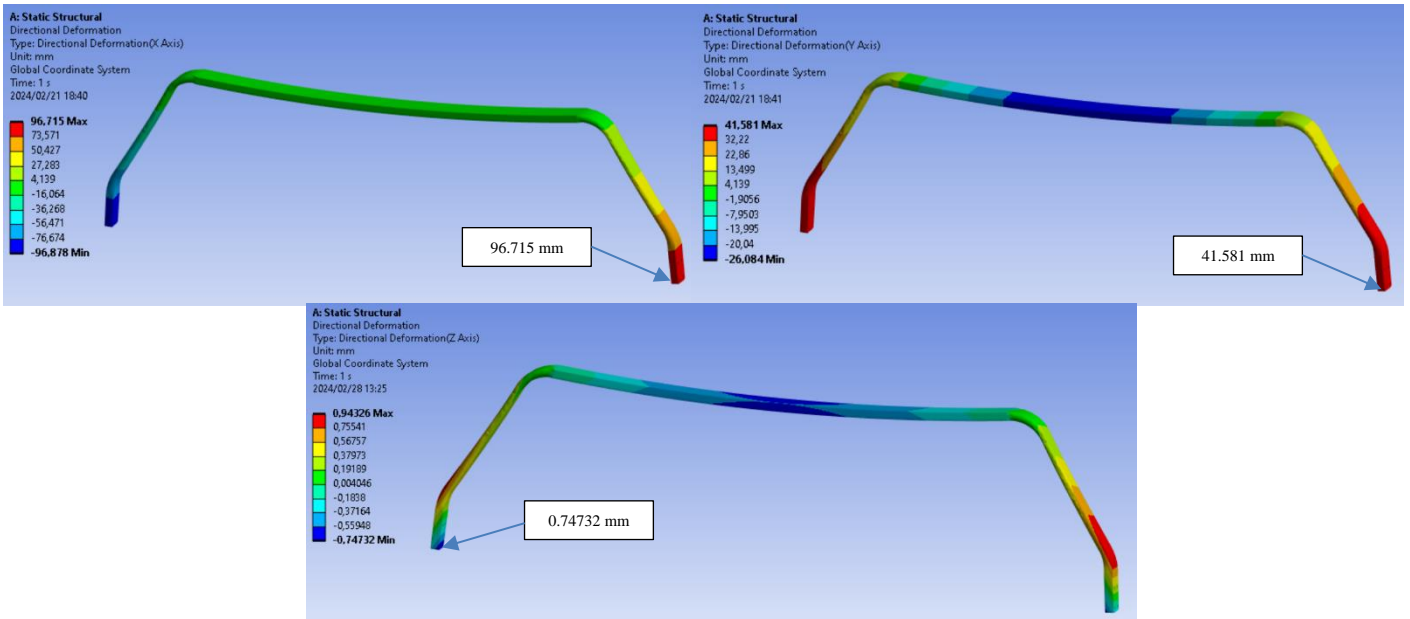 A: Static Structural
Directional Deformation
Type: Directional Deformation(X Axis)
Unit: mm
Global Coordinate System
Time: 1 s
2024/02/21 18:40
96,715 Max
73,571
50,427
27,283
4,139
-16,064
-36,268
-56,471
-76,674
-96,878 Min
96.715 mm
A: Static Structural
Directional Deformation
Type: Directional Deformation(Y Axis)
Unit: mm
Global Coordinate System
Time: 1 s
2024/02/21 18:41
41,581 Max
32,22
22,86
13,499
4,139
-1,9056
-7,9503
-13,995
-20,04
-26,084 Min
41.581 mm
A: Static Structural
Directional Deformation
Type: Directional Deformation(Z Axis)
Unit: mm
Global Coordinate System
Time: 1 s
2024/02/28 13:25
0,94326 Max
0,75541
0,56757
0,37973
0,19189
0,004046
-0,1838
-0,37164
-0,55948
-0,74732 Min
0.74732 mm